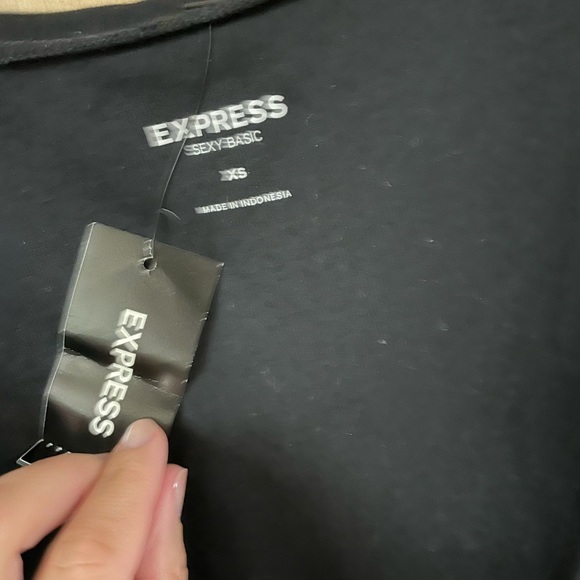 EXPRESS
SEXY BASIC
XS
MADE IN INDONESIA
EXPRESS